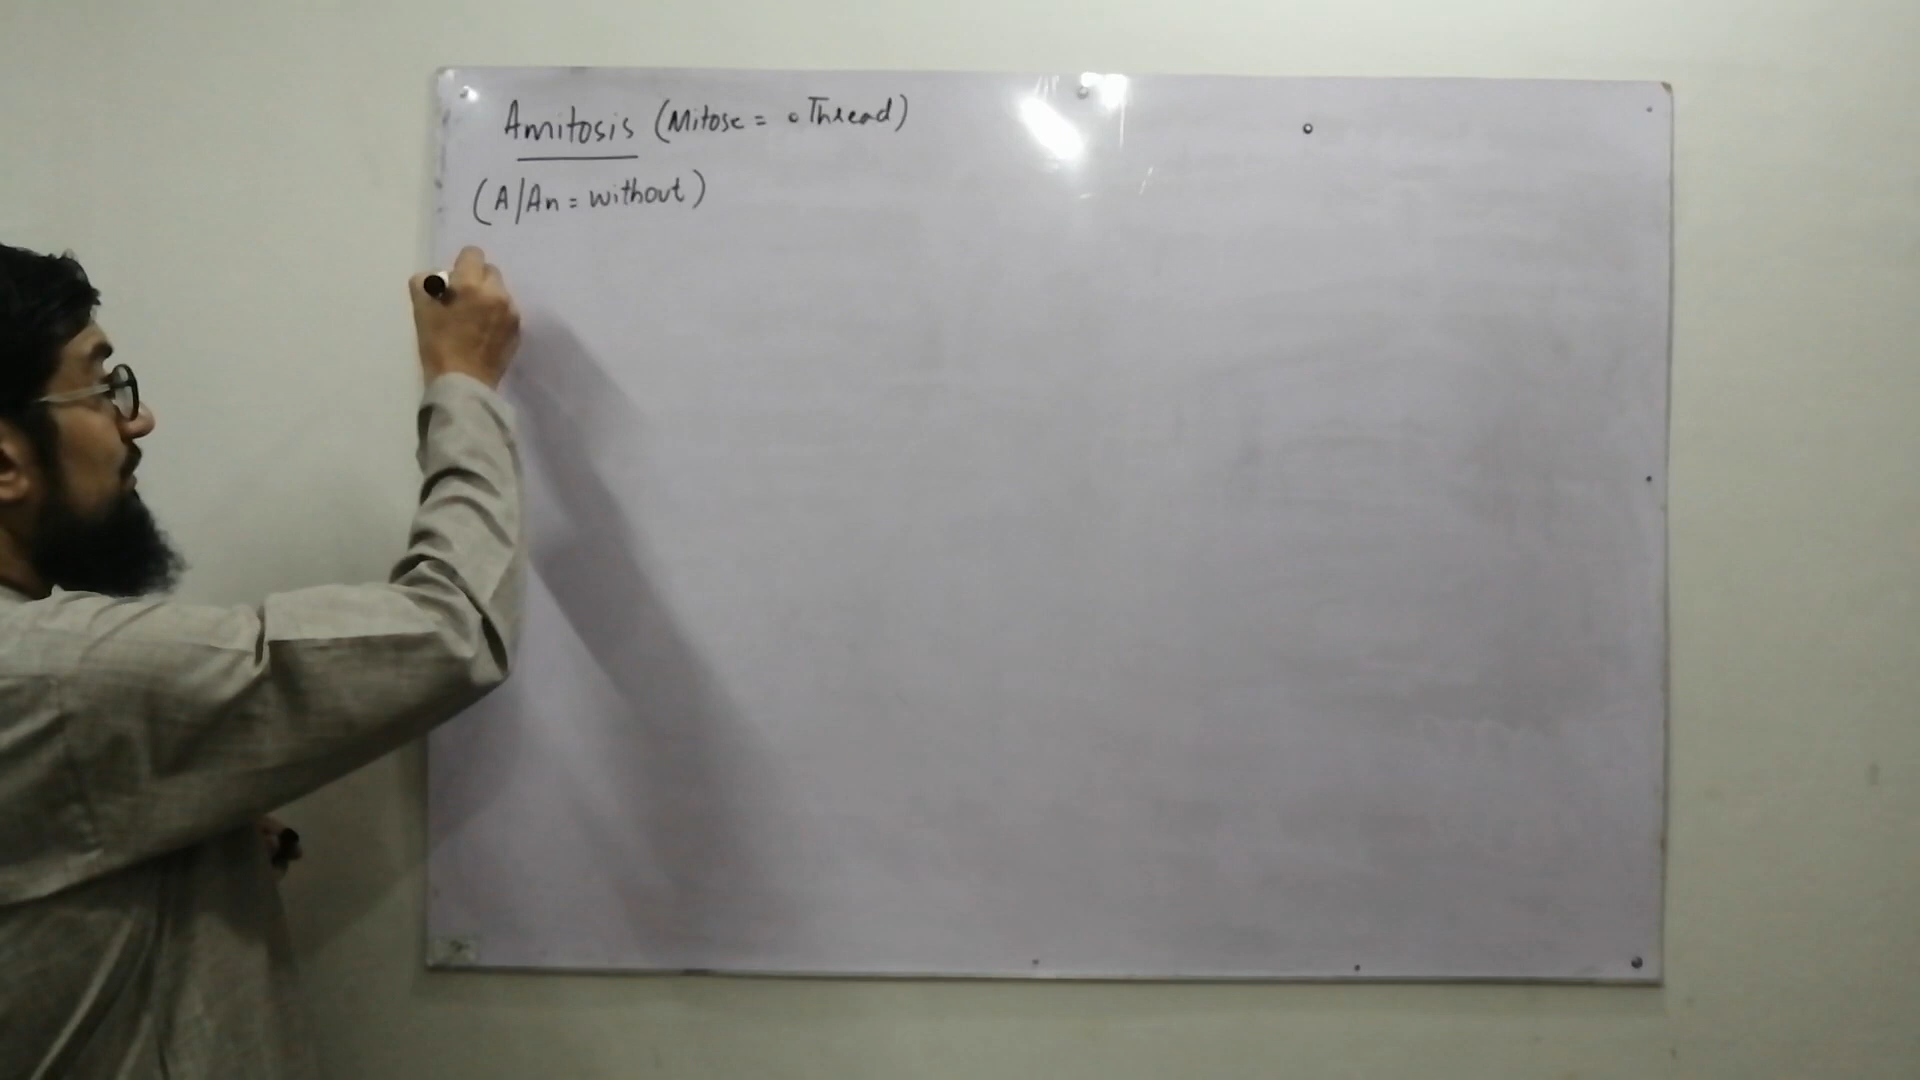 Amitosis (Mitose = Thread)
(A/An = without)